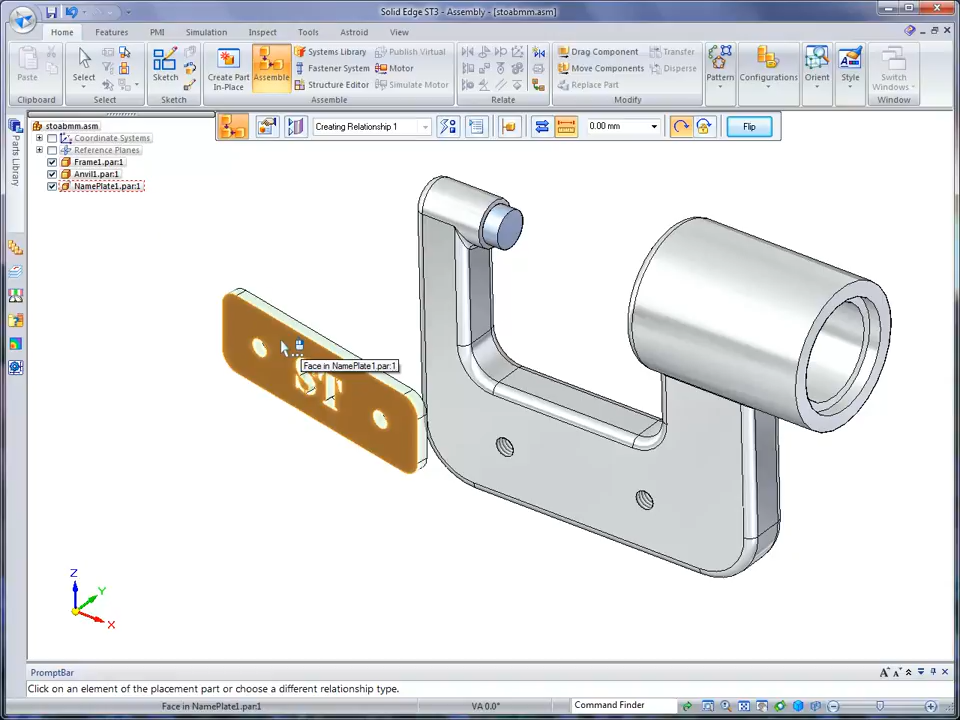 Solid Edge ST3 - Assembly - [stoabmm.asm]
Home Features PMI Simulation Inspect Tools Astroid View
Paste
Clipboard
Select
Select
Sketch
Sketch
Create Part In-Place
Assemble
Systems Library
Fastener System
Structure Editor
Publish Virtual
Motor
Simulate Motor
Assemble
Relate
Drag Component
Move Components
Replace Part
Transfer
Disperse
Modify
Pattern
Configurations
Orient
Style
Switch Windows
Window
Creating Relationship 1
0.00 mm
Flip
Parts Library
stoabmm.asm
Coordinate Systems
Reference Planes
Frame1.par:1
Anvil1.par:1
NamePlate1.par:1
Face in NamePlate1.par:1
ST
Z
Y
X
PromptBar
Click on an element of the placement part or choose a different relationship type.
Face in NamePlate1.par:1
VA 0.0°
Command Finder